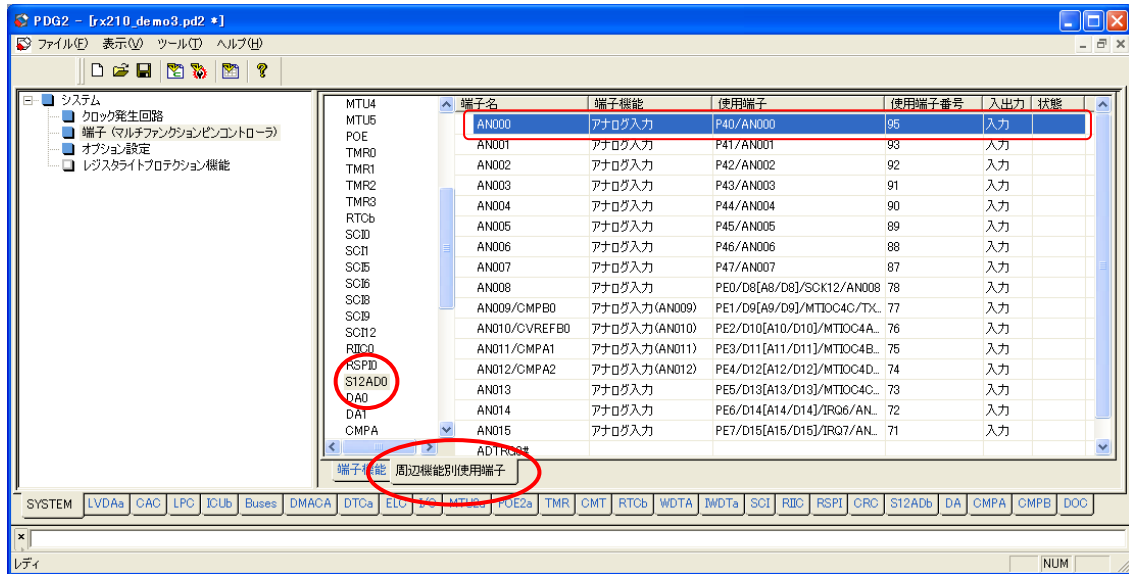 PDG2 - [rx210_demo3.pd2 *]
ファイル(F) 表示(V) ツール(T) ヘルプ(H)
システム
クロック発生回路
端子 (マルチファンクションピンコントローラ)
オプション設定
レジスタライトプロテクション機能
MTU4
MTU5
POE
TMR0
TMR1
TMR2
TMR3
RTCb
SCI0
SCI1
SCI5
SCI6
SCI8
SCI9
SCI12
RIIC0
RSPI0
S12AD0
DA0
DA1
CMPA
端子名 端子機能 使用端子 使用端子番号 入出力 状態
AN000 アナログ入力 P40/AN000 95 入力
AN001 アナログ入力 P41/AN001 93 入力
AN002 アナログ入力 P42/AN002 92 入力
AN003 アナログ入力 P43/AN003 91 入力
AN004 アナログ入力 P44/AN004 90 入力
AN005 アナログ入力 P45/AN005 89 入力
AN006 アナログ入力 P46/AN006 88 入力
AN007 アナログ入力 P47/AN007 87 入力
AN008 アナログ入力 PE0/D8[A8/D8]/SCK12/AN008 78 入力
AN009/CMPB0 アナログ入力(AN009) PE1/D9[A9/D9]/MTIOC4C/TX... 77 入力
AN010/CVREFB0 アナログ入力(AN010) PE2/D10[A10/D10]/MTIOC4A... 76 入力
AN011/CMPA1 アナログ入力(AN011) PE3/D11[A11/D11]/MTIOC4B... 75 入力
AN012/CMPA2 アナログ入力(AN012) PE4/D12[A12/D12]/MTIOC4D... 74 入力
AN013 アナログ入力 PE5/D13[A13/D13]/MTIOC4C... 73 入力
AN014 アナログ入力 PE6/D14[A14/D14]/IRQ6/AN... 72 入力
AN015 アナログ入力 PE7/D15[A15/D15]/IRQ7/AN... 71 入力
ADTRG0#
端子機能 周辺機能別使用端子
SYSTEM LVDAa CAC LPC ICUb Buses DMACA DTCa ELC I/O MTU2a POE2a TMR CMT RTCb WDTA IWDTa SCI RIIC RSPI CRC S12ADb DA CMPA CMPB DOC
レディ NUM